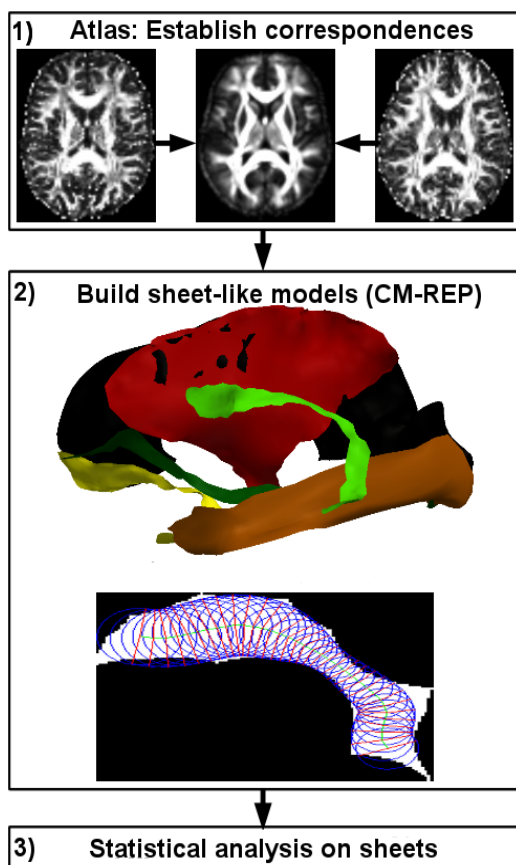 1) Atlas: Establish correspondences
2) Build sheet-like models (CM-REP)
3) Statistical analysis on sheets